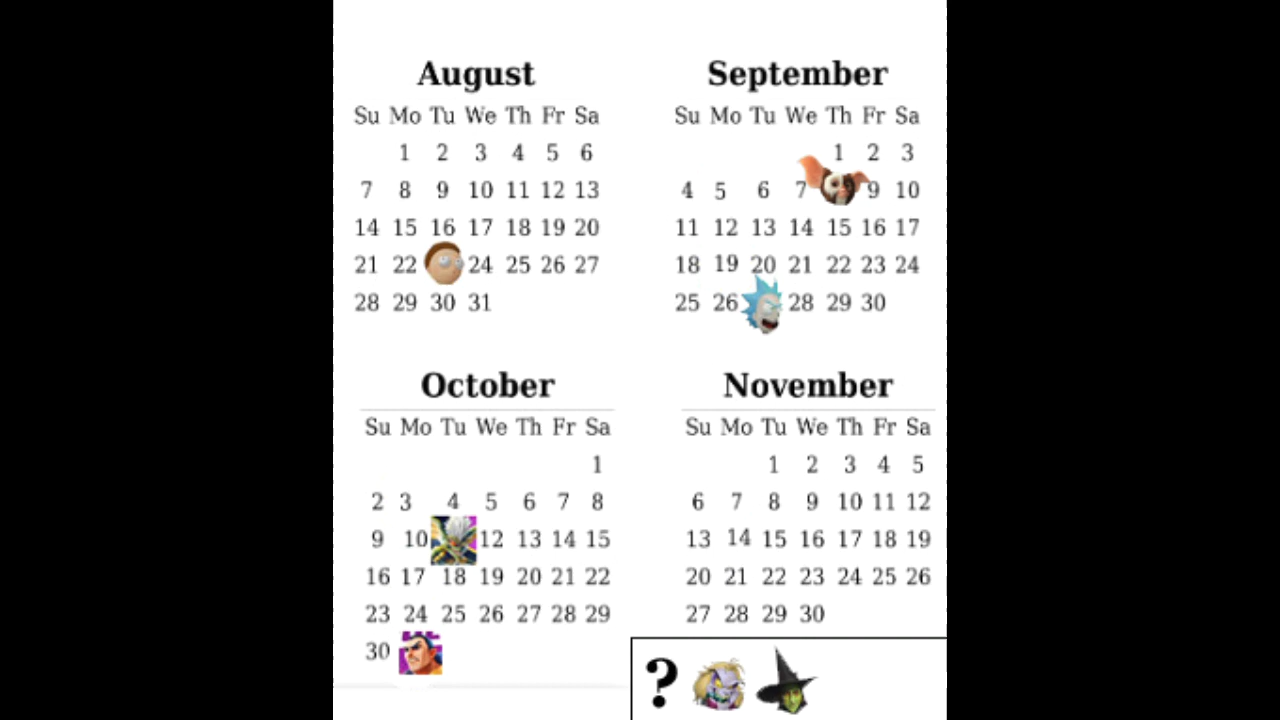 August
Su Mo Tu We Th Fr Sa
1 2 3 4 5 6
7 8 9 10 11 12 13
14 15 16 17 18 19 20
21 22 24 25 26 27
28 29 30 31
September
Su Mo Tu We Th Fr Sa
1 2 3
4 5 6 7 9 10
11 12 13 14 15 16 17
18 19 20 21 22 23 24
25 26 28 29 30
October
Su Mo Tu We Th Fr Sa
1
2 3 4 5 6 7 8
9 10 12 13 14 15
16 17 18 19 20 21 22
23 24 25 26 27 28 29
30
November
Su Mo Tu We Th Fr Sa
1 2 3 4 5
6 7 8 9 10 11 12
13 14 15 16 17 18 19
20 21 22 23 24 25 26
27 28 29 30
?